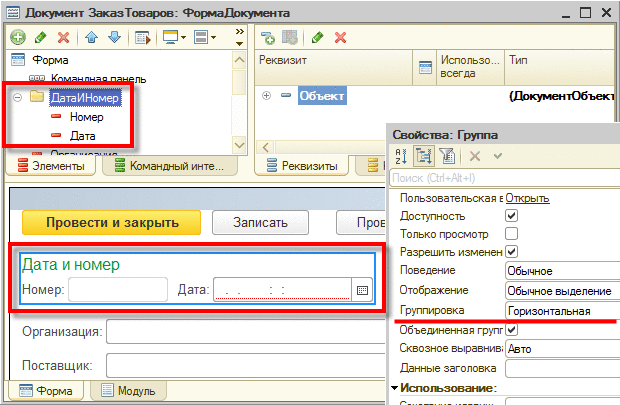 Документ ЗаказТоваров: ФормаДокумента
Форма
Командная панель
ДатаИНомер
Номер
Дата
Организация
Элементы
Командный инте...
Реквизит
Использо...
всегда
Тип
Объект
(ДокументОбъект
Реквизиты
Провести и закрыть
Записать
Пров
Дата и номер
Номер:
Дата:
. . : :
Организация:
Поставщик:
Форма
Модуль
Свойства: Группа
Поиск (Ctrl+Alt+I)
Пользовательская в Открыть
Доступность
Только просмотр
Разрешить изменен
Поведение Обычное
Отображение Обычное выделение
Группировка Горизонтальная
Объединенная групп
Сквозное выравнива Авто
Данные заголовка
Использование: